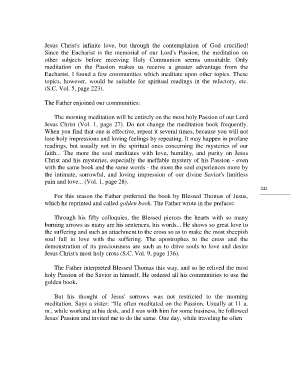 Jesus Christ's infinite love, but through the contemplation of God crucified!
Since the Eucharist is the memorial of our Lord's Passion, the meditation on
other subjects before receiving Holy Communion seems unsuitable. Only
meditation on the Passion makes us receive a greater advantage from the
Eucharist. I found a few communities which meditate upon other topics. These
topics, however, would be suitable for spiritual readings in the refectory, etc.
(S.C. Vol. 5, page 223).
The Father enjoined our communities:
The morning meditation will be entirely on the most holy Passion of our Lord
Jesus Christ (Vol. 1, page 27). Do not change the meditation book frequently.
When you find that one is effective, repeat it several times, because you will not
lose holy impressions and loving feelings by repeating. It may happen in profane
readings, but usually not in the spiritual ones concerning the mysteries of our
faith... The more the soul meditates with love, humility, and purity on Jesus
Christ and his mysteries, especially the ineffable mystery of his Passion - even
with the same book and the same words - the more the soul experiences more by
the intimate, sorrowful, and loving impression of our divine Savior's limitless
pain and love... (Vol. 1, page 28).
For this reason the Father preferred the book by Blessed Thomas of Jesus,
which he reprinted and called golden book. The Father wrote in the preface:
Through his fifty colloquies, the Blessed pierces the hearts with so many
burning arrows as many are his sentences, his words... He shows so great love to
the suffering and such an attachment to the cross so as to make the most sheepish
soul fall in love with the suffering. The apostrophes to the cross and the
demonstration of its preciousness are such as to drive souls to love and desire
Jesus Christ's most holy cross (S.C. Vol. 9, page 136).
The Father interpreted Blessed Thomas this way, and so he relived the most
holy Passion of the Savior in himself. He ordered all his communities to use the
golden book.
But his thought of Jesus' sorrows was not restricted to the morning
meditation. Says a sister: "He often meditated on the Passion. Usually at 11 a.
m., while working at his desk, and I was with him for some business, he followed
Jesus' Passion and invited me to do the same. One day, while traveling he often